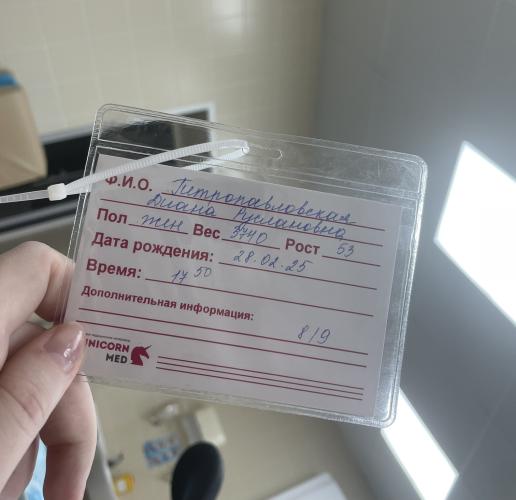 Ф.И.О. Петропавловская
Диана Руслановна
Пол жен Вес 3740 Рост 53
Дата рождения: 28.02.25
Время: 17 50
Дополнительная информация:
8/9
UNICORN
MED